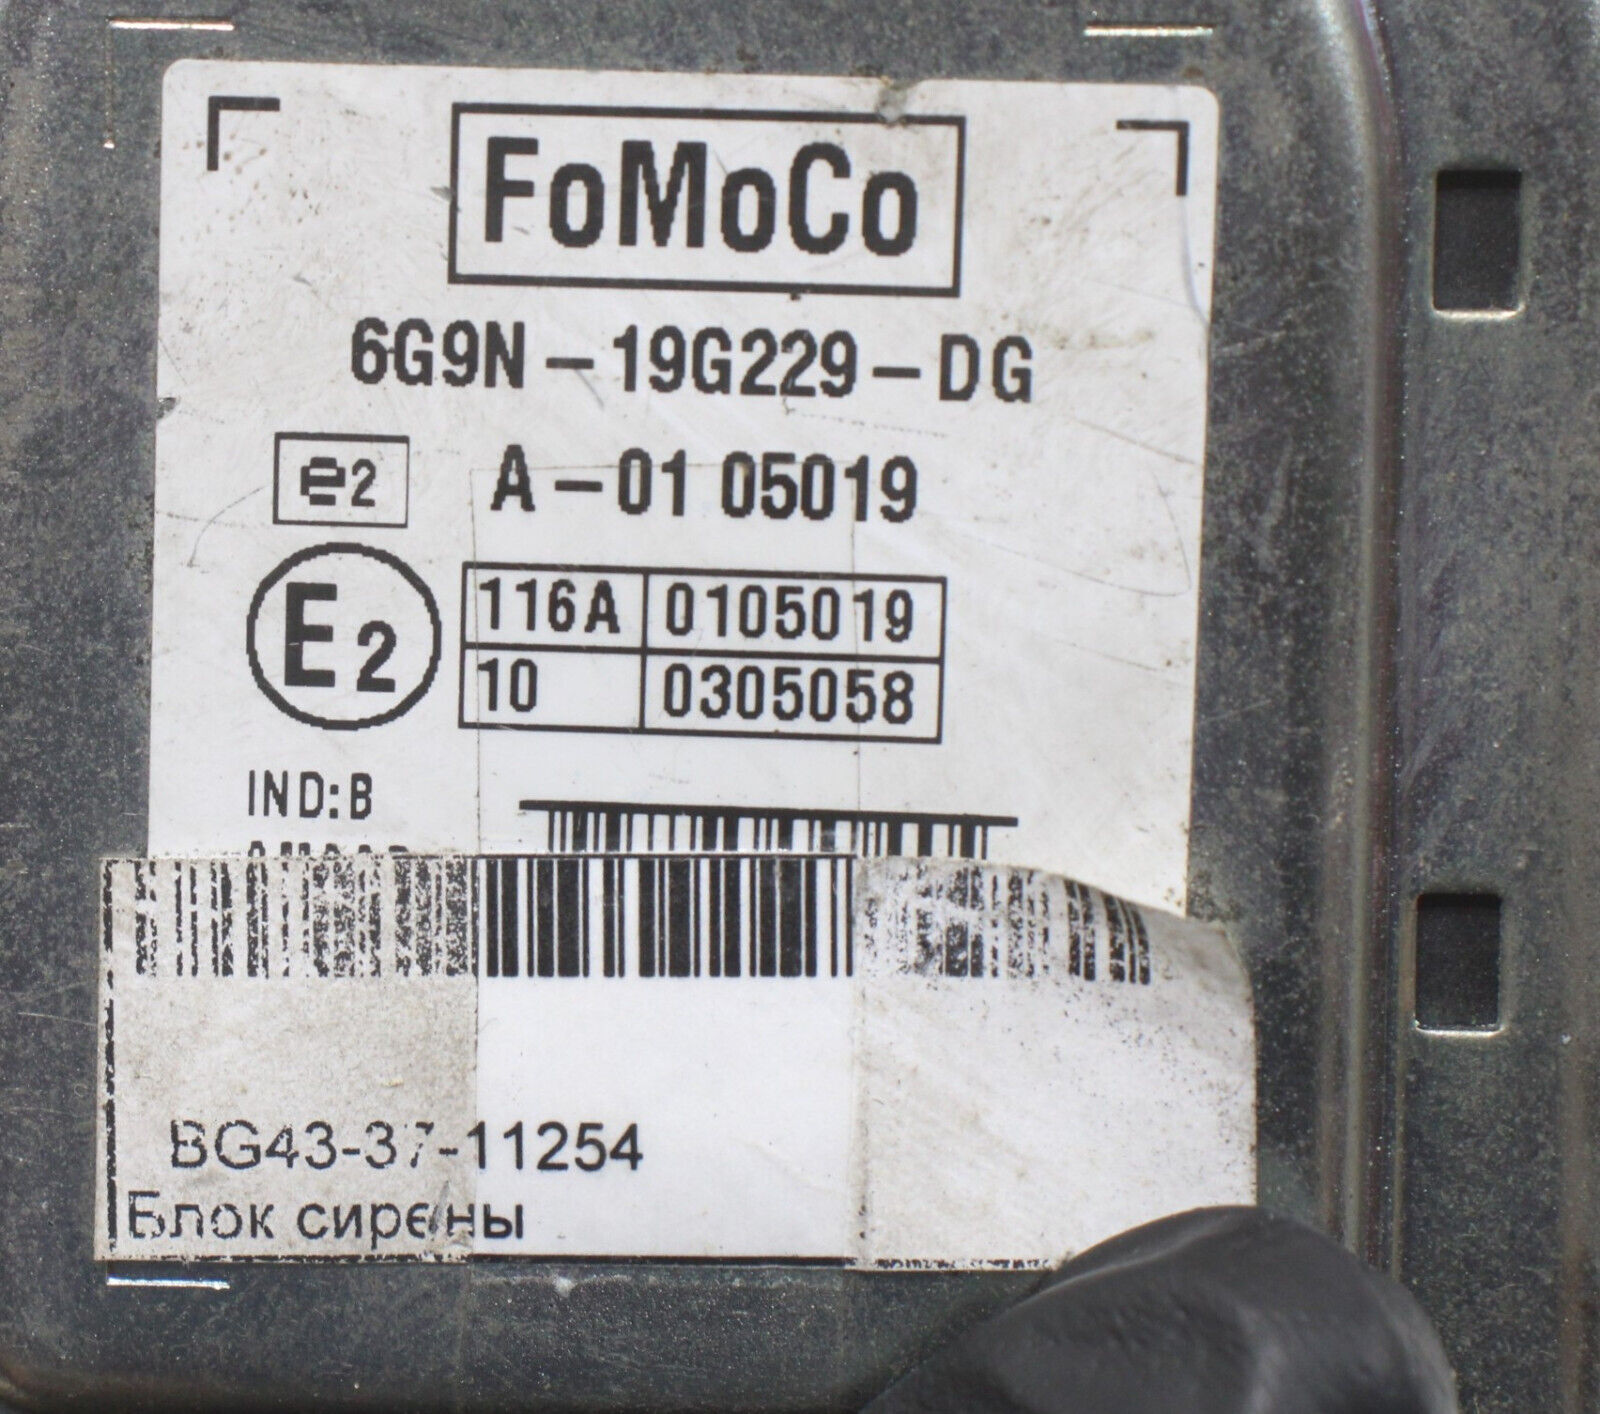 FoMoCo
6G9N-19G229-DG
e2 A-01 05019
E2
116A 0105019
10 0305058
IND:B
BG43-37-11254
Блок сирены